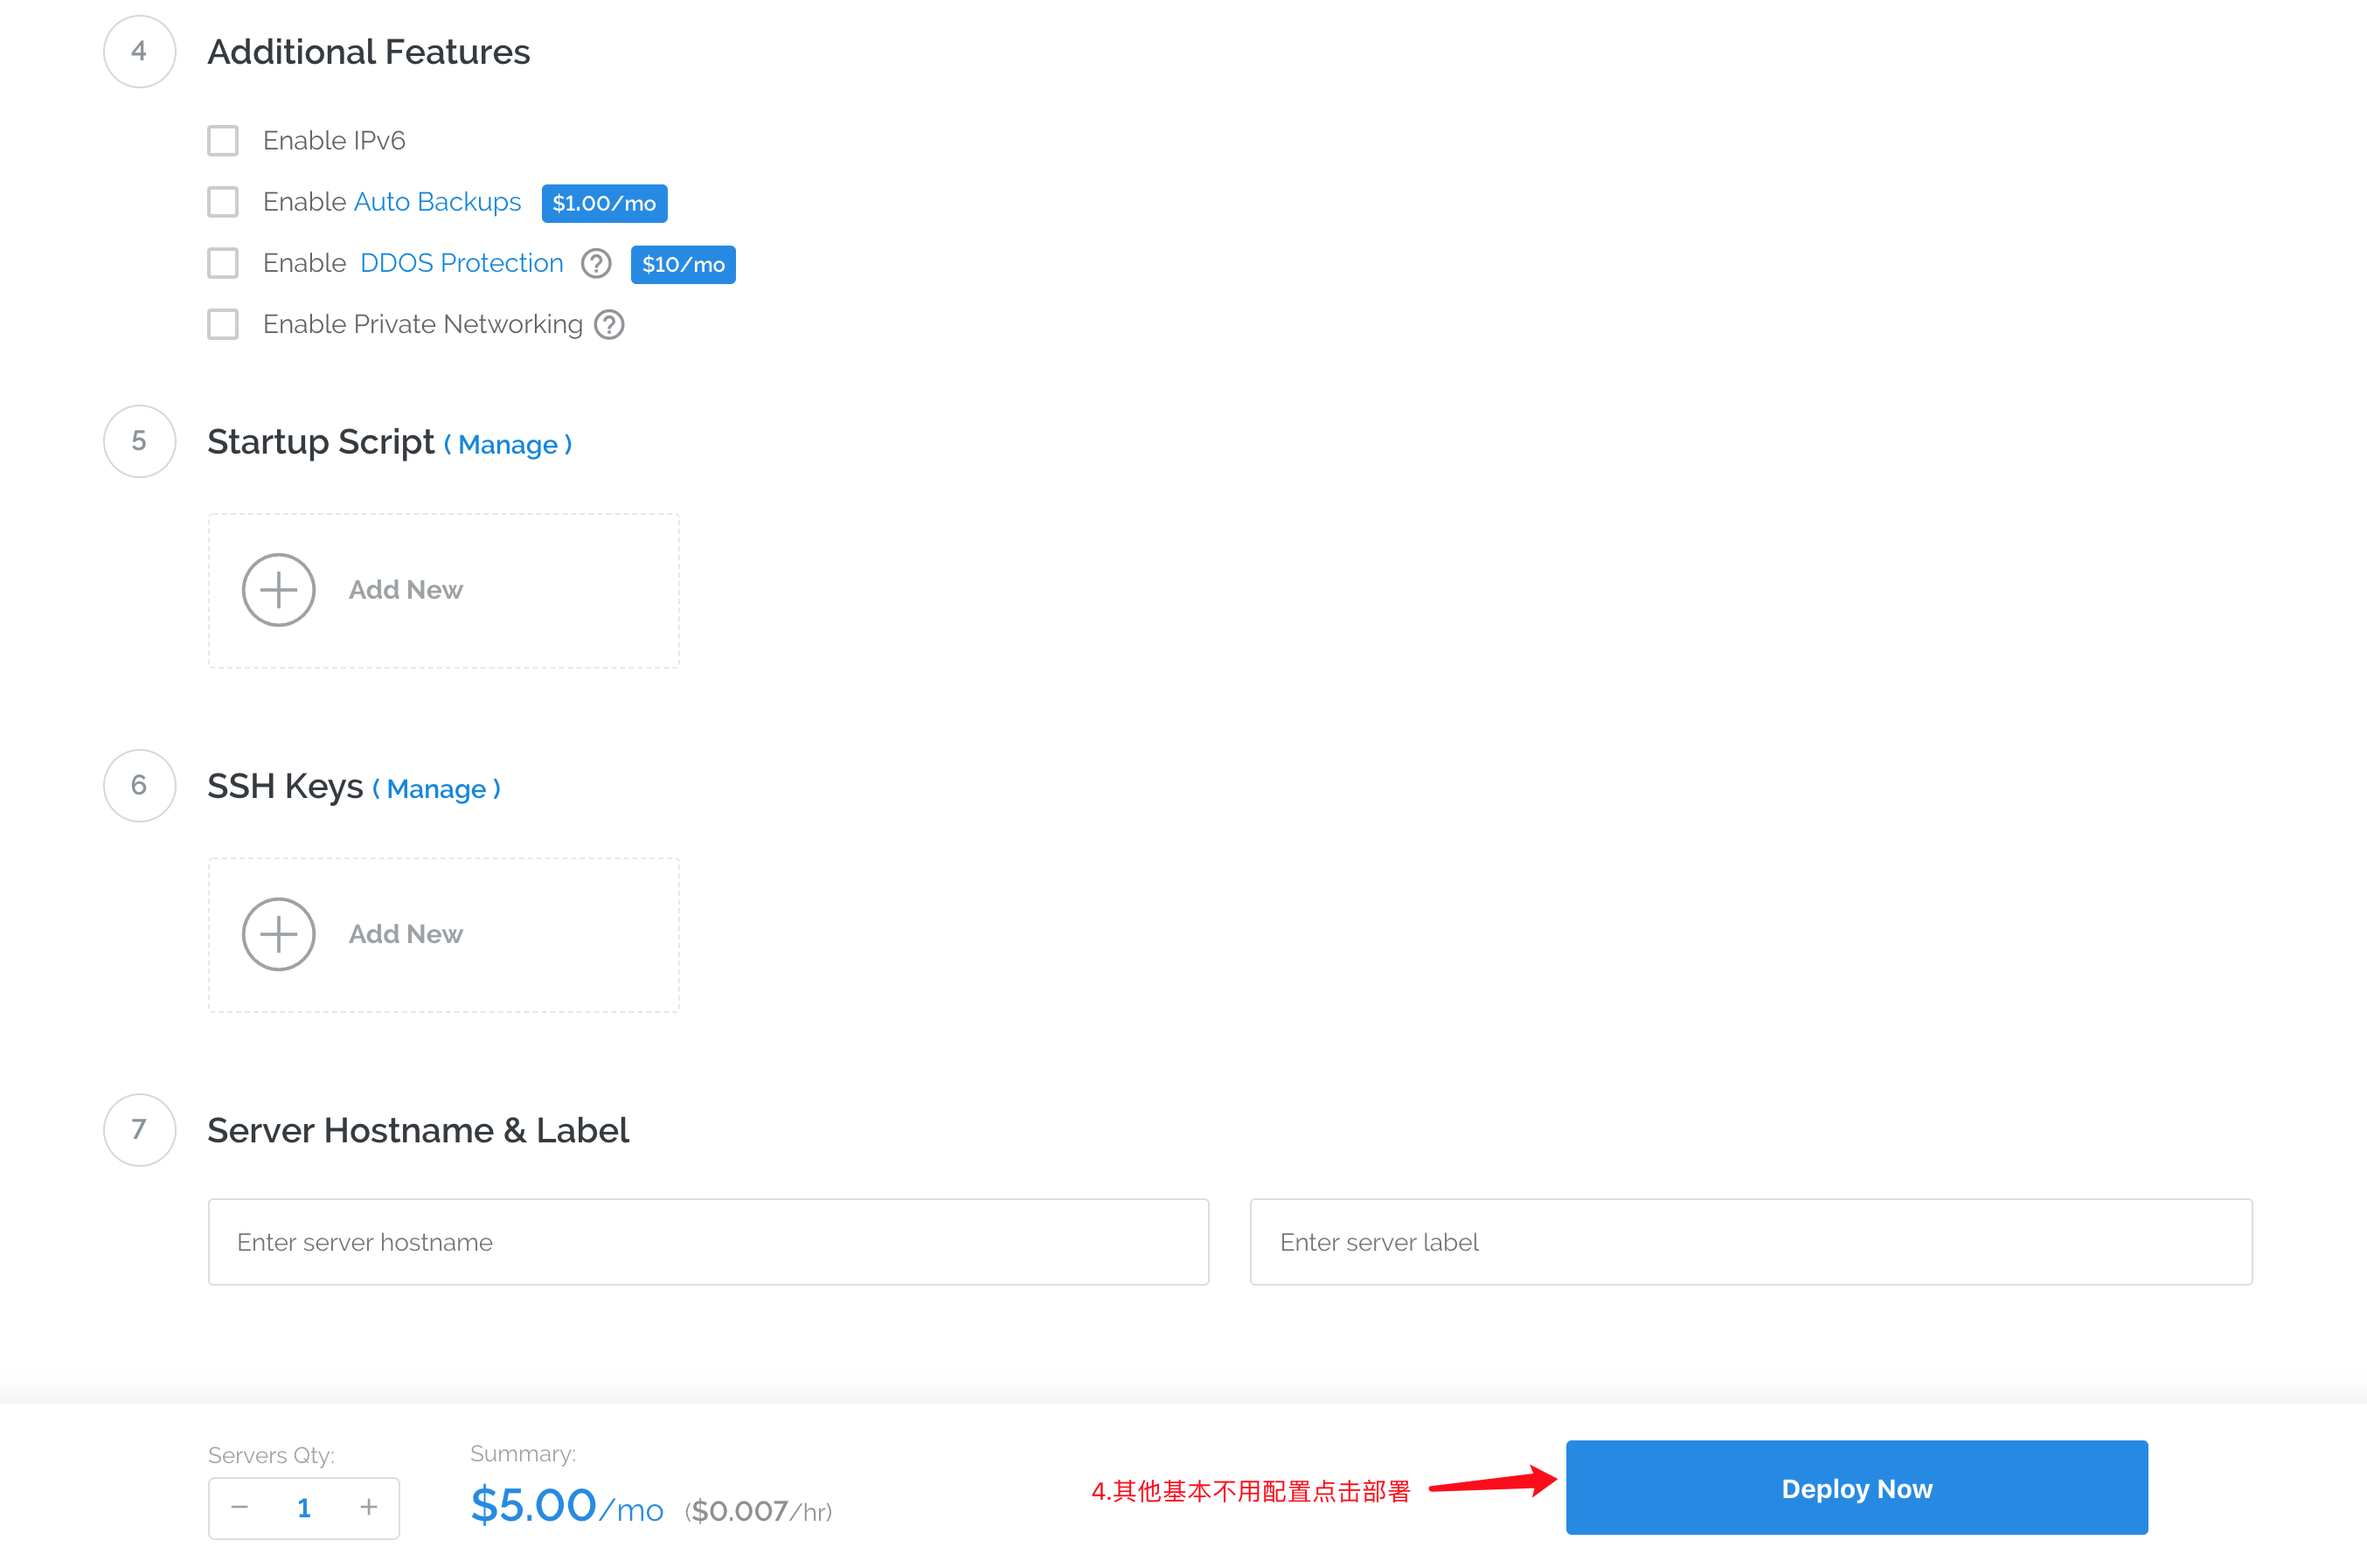 4 Additional Features
Enable IPv6
Enable Auto Backups $1.00/mo
Enable DDOS Protection ? $10/mo
Enable Private Networking ?
5 Startup Script ( Manage )
Add New
6 SSH Keys ( Manage )
Add New
7 Server Hostname & Label
Enter server hostname Enter server label
Servers Qty: Summary:
− 1 + $5.00/mo ($0.007/hr) 4.其他基本不用配置点击部署 Deploy Now